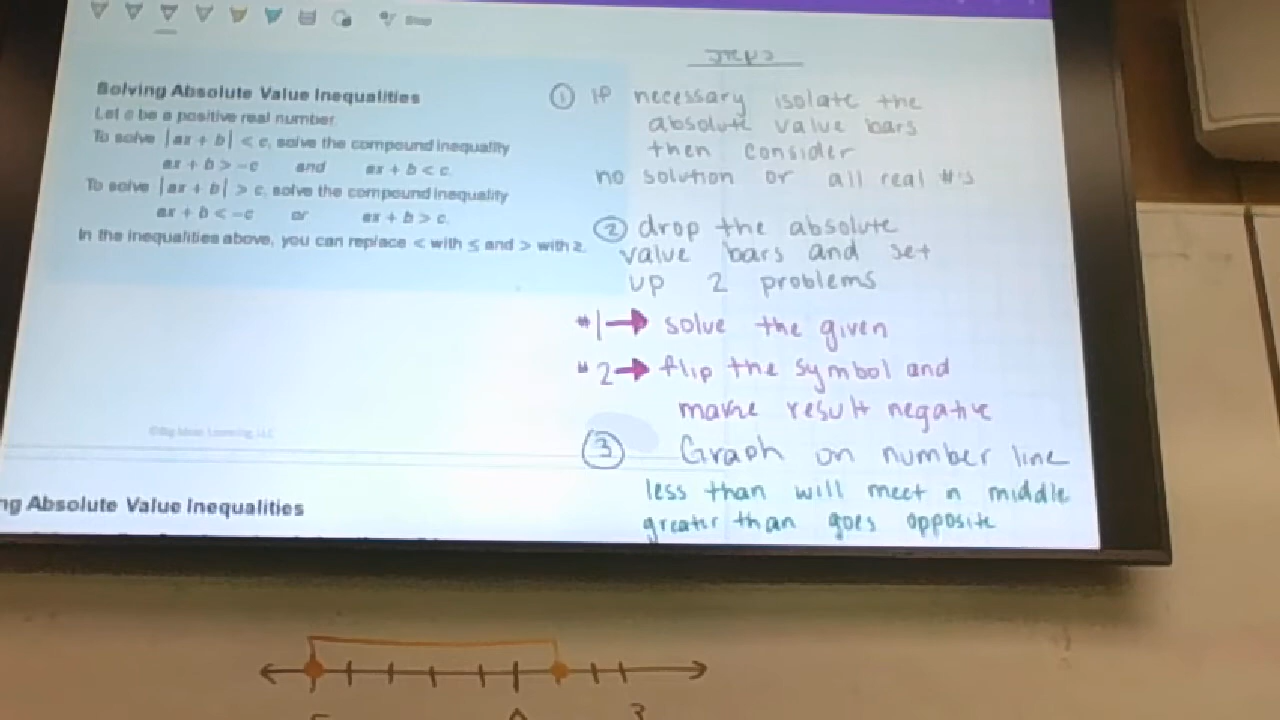 Stop
Solving Absolute Value Inequalities
Let c be a positive real number.
To solve |ax + b| < c, solve the compound inequality
ax + b > -c and ax + b < c.
To solve |ax + b| > c, solve the compound inequality
ax + b < -c or ax + b > c.
In the inequalities above, you can replace < with ≤ and > with ≥.
©Big Ideas Learning, LLC
ng Absolute Value Inequalities
Steps
① if necessary isolate the
absolute value bars
then consider
no solution or all real #'s
② drop the absolute
value bars and set
up 2 problems
#1→ solve the given
#2→ flip the symbol and
make result negative
③ Graph on number line
less than will meet n middle
greater than goes opposite
3